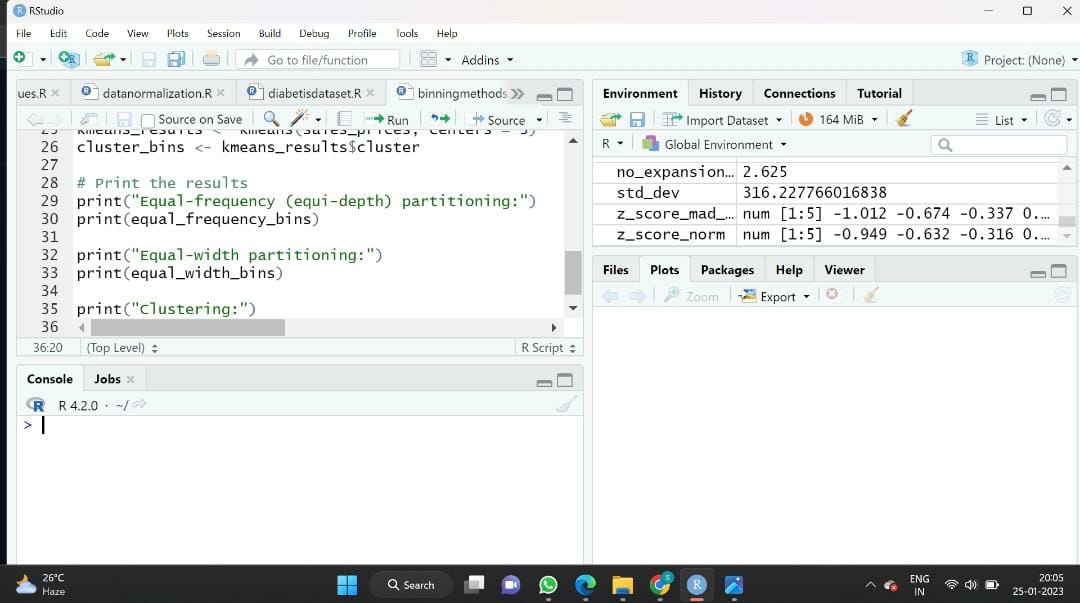 RStudio
File Edit Code View Plots Session Build Debug Profile Tools Help
Go to file/function Addins Project: (None)
ues.R datanormalization.R diabetisdataset.R binningmethods
Source on Save Run Source
25 kmeans_results <- kmeans(sales_prices, centers = 3)
26 cluster_bins <- kmeans_results$cluster
27
28 # Print the results
29 print("Equal-frequency (equi-depth) partitioning:")
30 print(equal_frequency_bins)
31
32 print("Equal-width partitioning:")
33 print(equal_width_bins)
34
35 print("Clustering:")
36
36:20 (Top Level) R Script
Console Jobs
R 4.2.0 · ~/
>
Environment History Connections Tutorial
Import Dataset 164 MiB List
R Global Environment
no_expansion… 2.625
std_dev 316.227766016838
z_score_mad_… num [1:5] -1.012 -0.674 -0.337 0.…
z_score_norm num [1:5] -0.949 -0.632 -0.316 0.…
Files Plots Packages Help Viewer
Zoom Export
26°C
Haze
Search
ENG
IN
20:05
25-01-2023